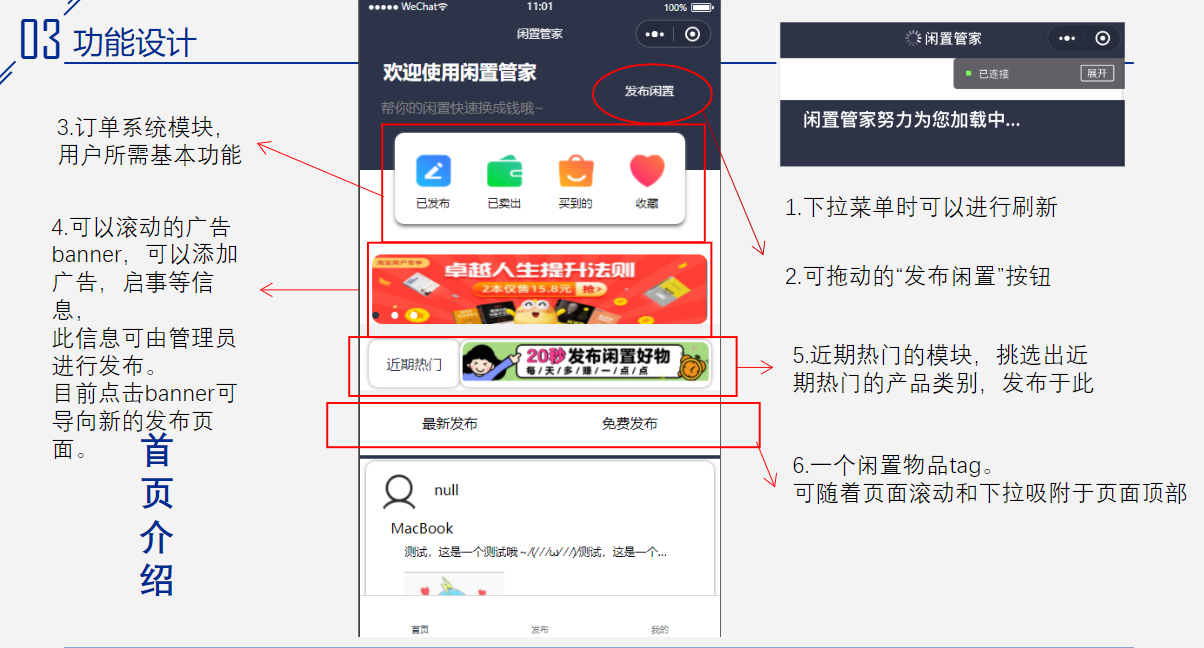 03 功能设计
3.订单系统模块，
用户所需基本功能
4.可以滚动的广告
banner，可以添加
广告，启事等信
息，
此信息可由管理员
进行发布。
目前点击banner可
导向新的发布页
面。
首
页
介
绍
WeChat
11:01
100%
闲置管家
欢迎使用闲置管家
发布闲置
帮你的闲置快速换成钱哦~
已发布
已卖出
买到的
收藏
卓越人生提升法则
2本仅售15.8元 抢>
近期热门
20秒发布闲置好物
每/天/多/赚/一/点/点
最新发布
免费发布
null
MacBook
测试，这是一个测试哦~/(///ω///)/测试，这是一个...
首页
发布
我的
闲置管家
已连接
展开
闲置管家努力为您加载中...
1.下拉菜单时可以进行刷新
2.可拖动的“发布闲置”按钮
5.近期热门的模块，挑选出近
期热门的产品类别，发布于此
6.一个闲置物品tag。
可随着页面滚动和下拉吸附于页面顶部